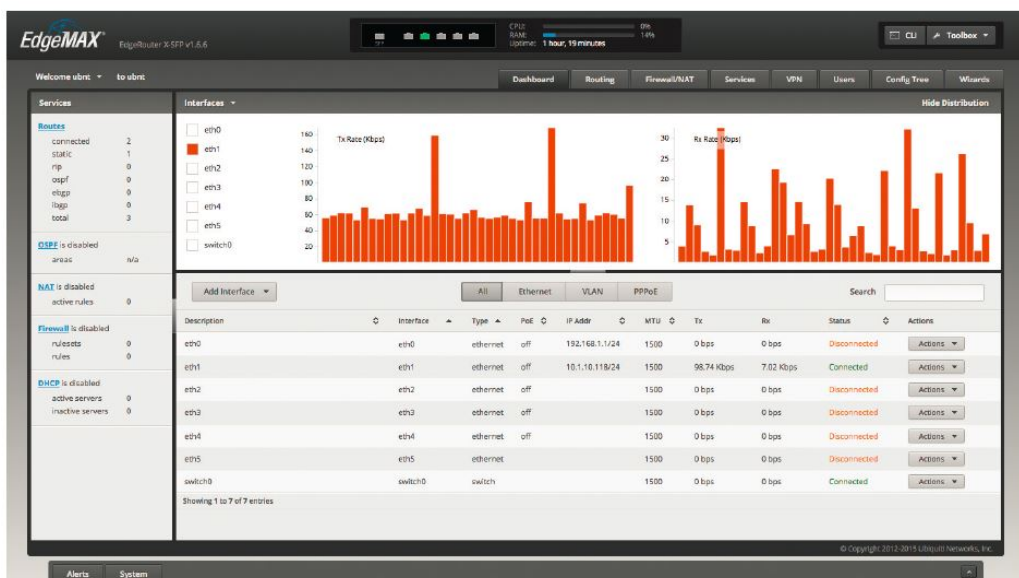 EdgeMAX EdgeRouter X-SFP v1.6.6
CPU: 0%
RAM: 14%
Uptime: 1 hour, 19 minutes
CLI Toolbox
Welcome ubnt to ubnt
Dashboard Routing Firewall/NAT Services VPN Users Config Tree Wizards
Services
Routes
connected 2
static 1
rip 0
ospf 0
ebgp 0
ibgp 0
total 3
OSPF is disabled
areas n/a
NAT is disabled
active rules 0
Firewall is disabled
rulesets 0
rules 0
DHCP is disabled
active servers 0
inactive servers 0
Interfaces Hide Distribution
eth0
eth1
eth2
eth3
eth4
eth5
switch0
Tx Rate (Kbps)
160
140
120
100
80
60
40
20
Rx Rate (Kbps)
30
25
20
15
10
5
Add Interface All Ethernet VLAN PPPoE Search
Description Interface Type PoE IP Addr MTU Tx Rx Status Actions
eth0 eth0 ethernet off 192.168.1.1/24 1500 0 bps 0 bps Disconnected Actions
eth1 eth1 ethernet off 10.1.10.118/24 1500 98.74 Kbps 7.02 Kbps Connected Actions
eth2 eth2 ethernet off 1500 0 bps 0 bps Disconnected Actions
eth3 eth3 ethernet off 1500 0 bps 0 bps Disconnected Actions
eth4 eth4 ethernet off 1500 0 bps 0 bps Disconnected Actions
eth5 eth5 ethernet 1500 0 bps 0 bps Disconnected Actions
switch0 switch0 switch 1500 0 bps 0 bps Connected Actions
Showing 1 to 7 of 7 entries
© Copyright 2012-2015 Ubiquiti Networks, Inc.
Alerts System